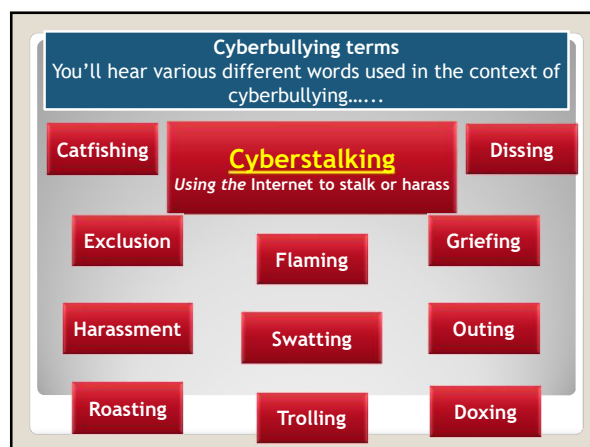 Cyberbullying terms
You'll hear various different words used in the context of
cyberbullying…...
Catfishing
Cyberstalking
Using the Internet to stalk or harass
Dissing
Exclusion
Flaming
Griefing
Harassment
Swatting
Outing
Roasting
Trolling
Doxing